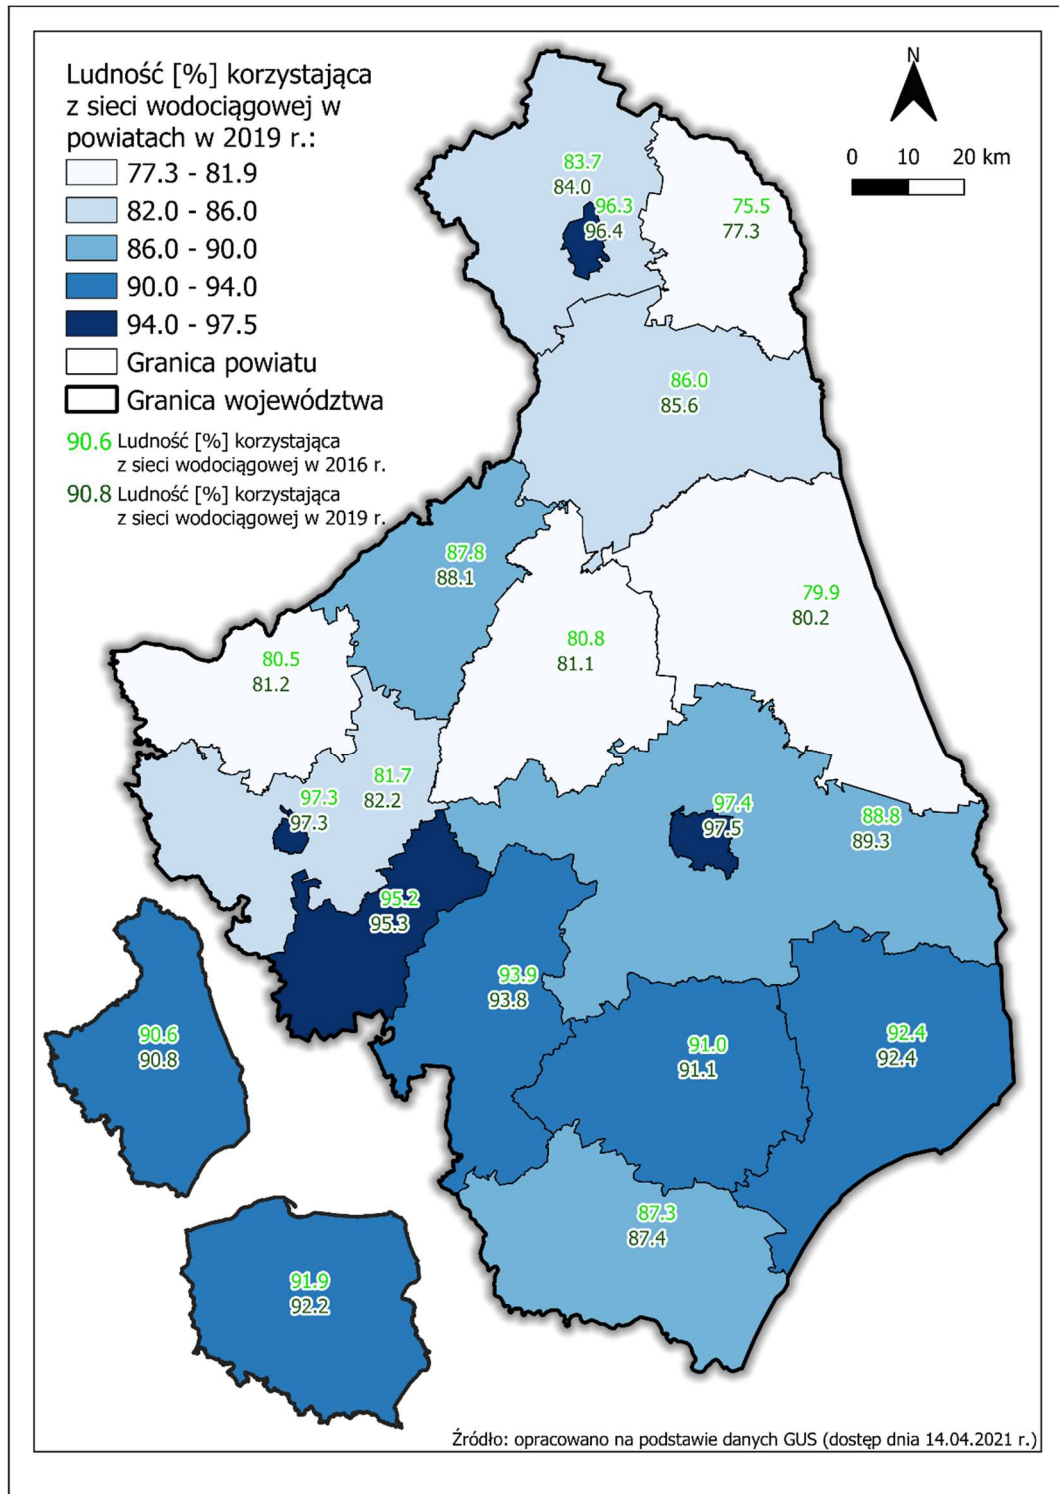 Ludność [%] korzystająca
z sieci wodociągowej w
powiatach w 2019 r.:
77.3 - 81.9
82.0 - 86.0
86.0 - 90.0
90.0 - 94.0
94.0 - 97.5
Granica powiatu
Granica województwa
90.6 Ludność [%] korzystająca
z sieci wodociągowej w 2016 r.
90.8 Ludność [%] korzystająca
z sieci wodociągowej w 2019 r.
N
0 10 20 km
83.7
84.0
96.3
96.4
75.5
77.3
86.0
85.6
87.8
88.1
79.9
80.2
80.8
81.1
80.5
81.2
81.7
82.2
97.3
97.3
97.4
97.5
88.8
89.3
95.2
95.3
93.9
93.8
91.0
91.1
92.4
92.4
87.3
87.4
90.6
90.8
91.9
92.2
Źródło: opracowano na podstawie danych GUS (dostęp dnia 14.04.2021 r.)